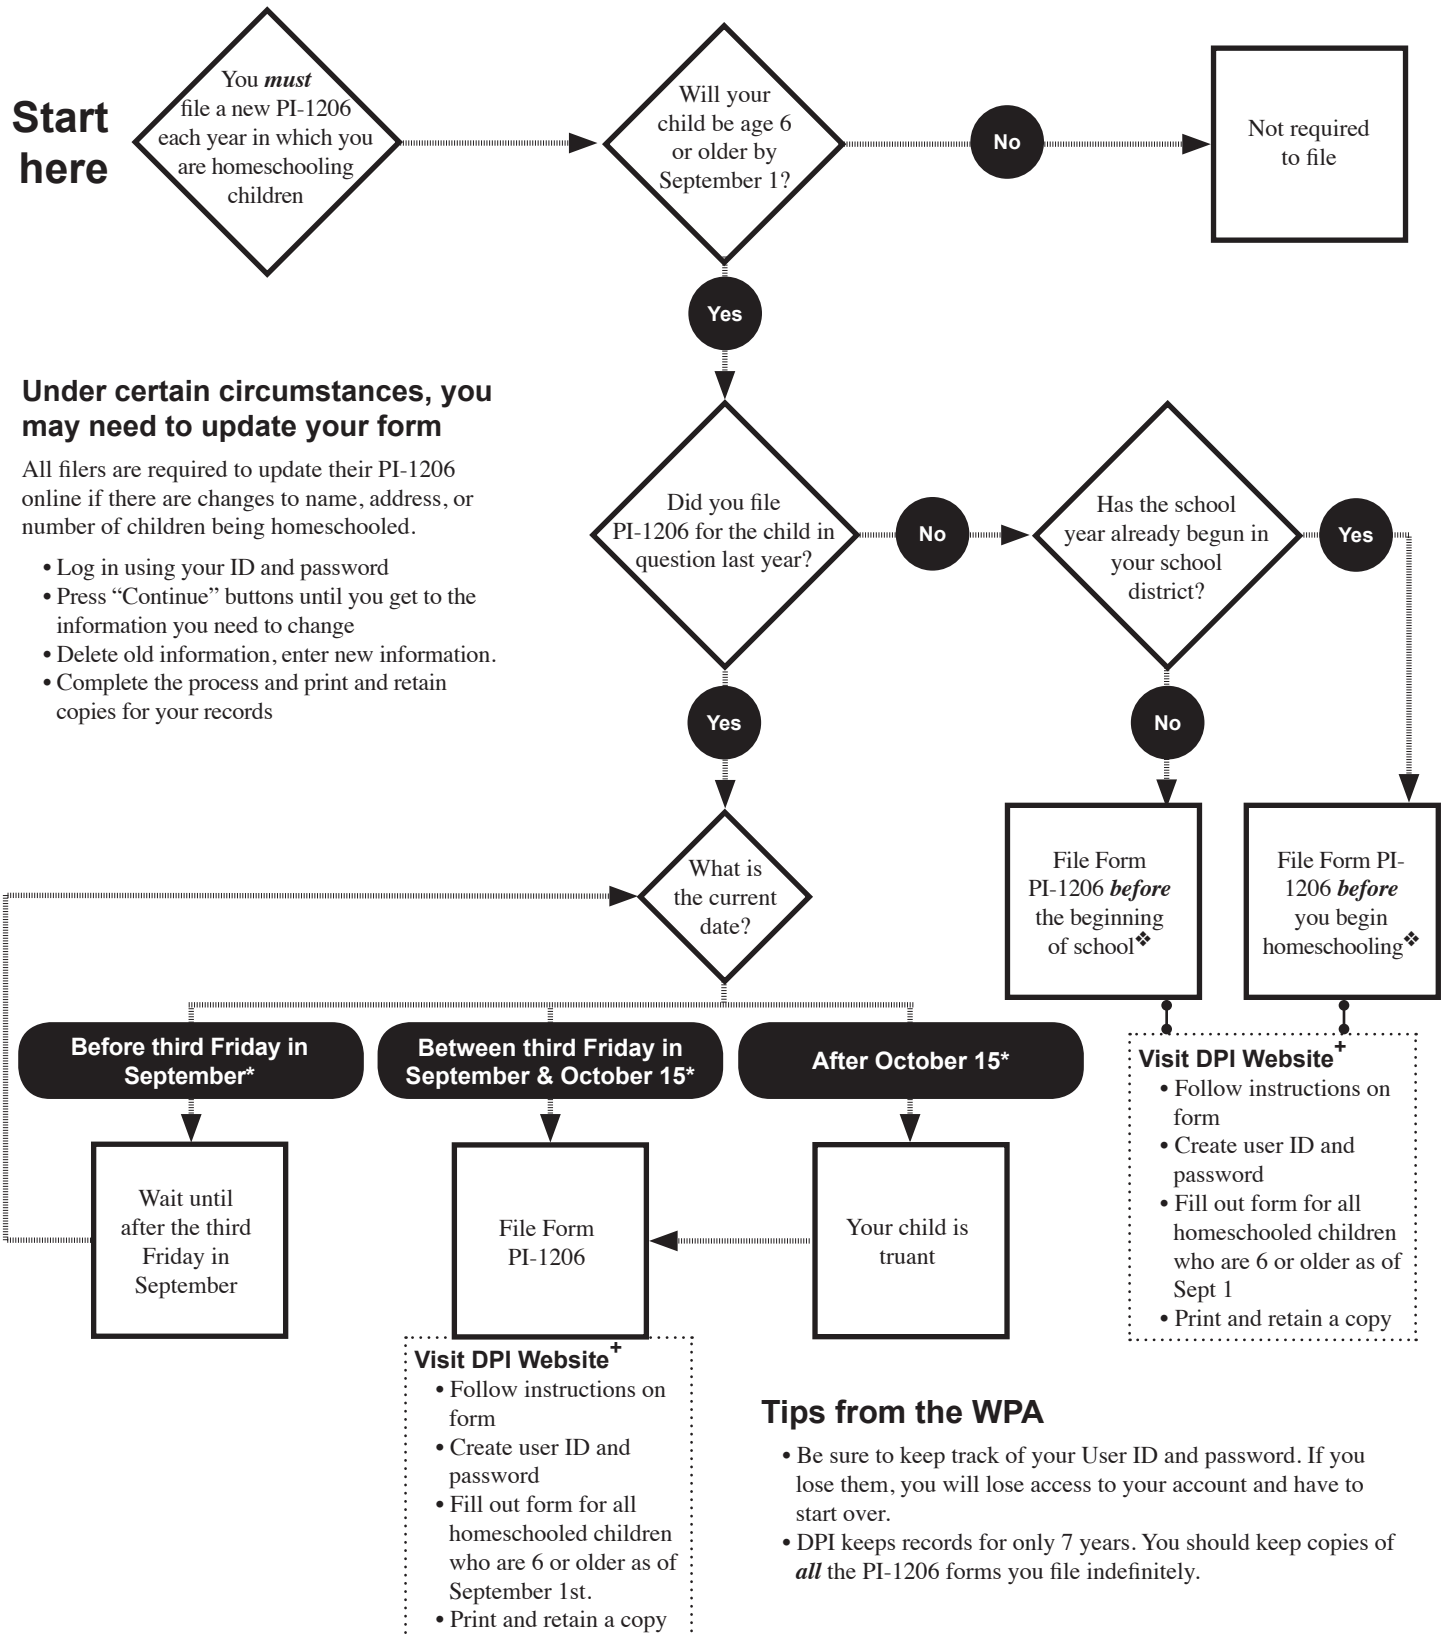 Start
here
You must
file a new PI-1206
each year in which you
are homeschooling
children
Will your
child be age 6
or older by
September 1?
No
Not required
to file
Yes
Under certain circumstances, you
may need to update your form
All filers are required to update their PI-1206
online if there are changes to name, address, or
number of children being homeschooled.
• Log in using your ID and password
• Press “Continue” buttons until you get to the
information you need to change
• Delete old information, enter new information.
• Complete the process and print and retain
copies for your records
Did you file
PI-1206 for the child in
question last year?
No
Has the school
year already begun in
your school
district?
Yes
Yes
No
What is
the current
date?
File Form
PI-1206 before
the beginning
of school❖
File Form PI-
1206 before
you begin
homeschooling❖
Before third Friday in
September*
Between third Friday in
September & October 15*
After October 15*
Wait until
after the third
Friday in
September
File Form
PI-1206
Your child is
truant
Visit DPI Website+
• Follow instructions on
form
• Create user ID and
password
• Fill out form for all
homeschooled children
who are 6 or older as of
Sept 1
• Print and retain a copy
Visit DPI Website+
• Follow instructions on
form
• Create user ID and
password
• Fill out form for all
homeschooled children
who are 6 or older as of
September 1st.
• Print and retain a copy
Tips from the WPA
• Be sure to keep track of your User ID and password. If you
lose them, you will lose access to your account and have to
start over.
• DPI keeps records for only 7 years. You should keep copies of
all the PI-1206 forms you file indefinitely.